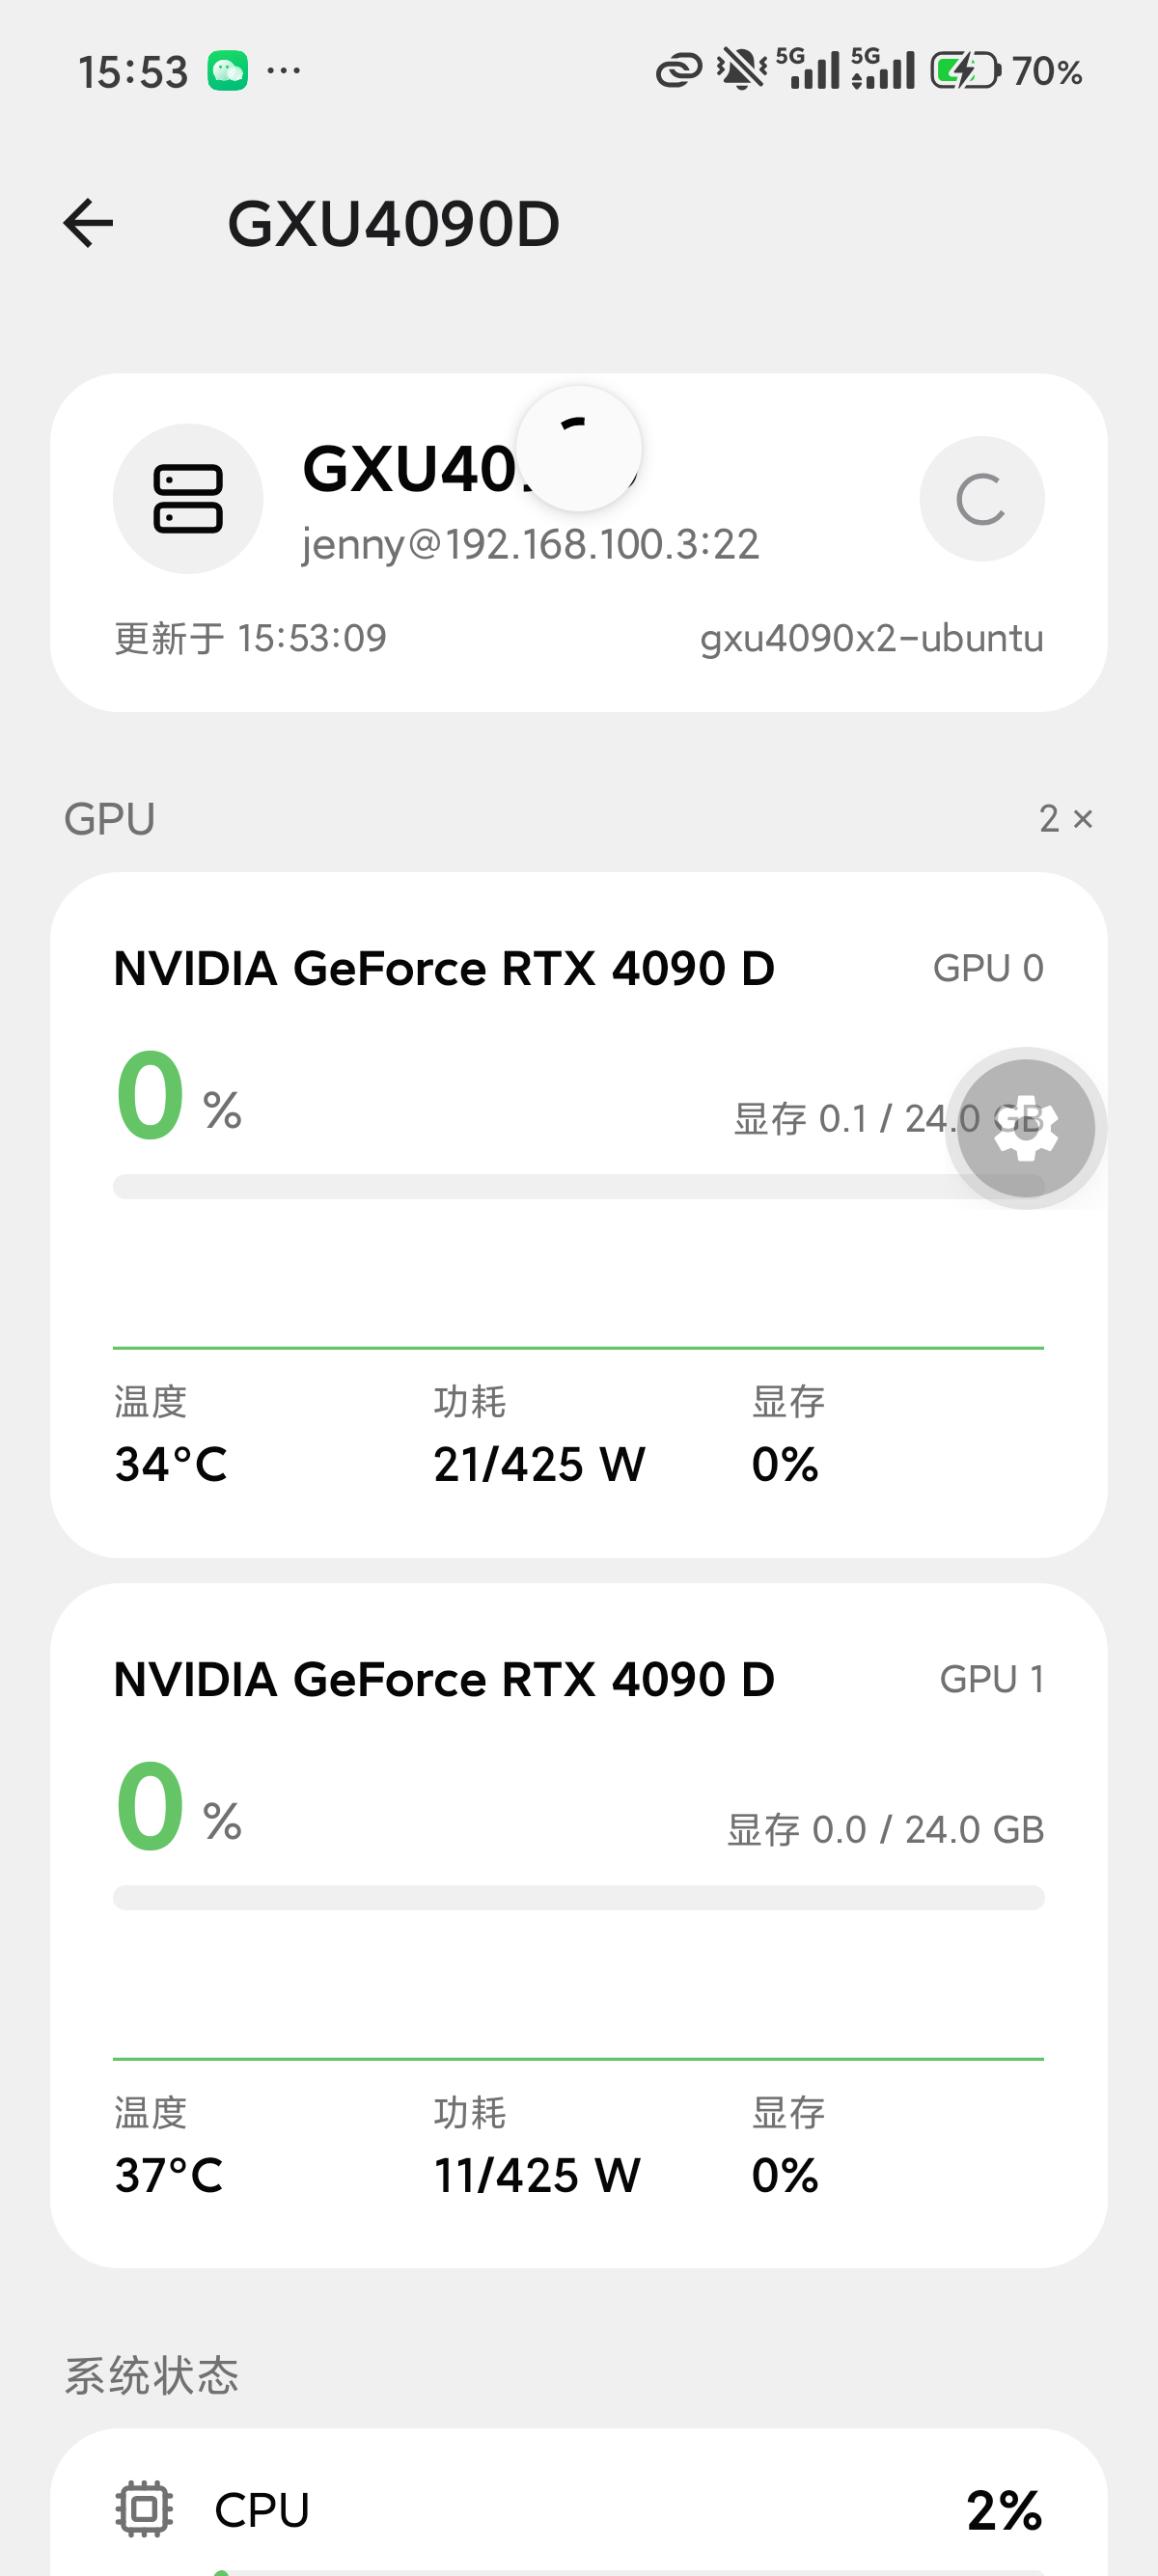 15:53 ... 5G 5G 70%
GXU4090D
GXU40
jenny@192.168.100.3:22
更新于 15:53:09 gxu4090x2-ubuntu
GPU 2 ×
NVIDIA GeForce RTX 4090 D GPU 0
0 % 显存 0.1 / 24.0 GB
温度 功耗 显存
34°C 21/425 W 0%
NVIDIA GeForce RTX 4090 D GPU 1
0 % 显存 0.0 / 24.0 GB
温度 功耗 显存
37°C 11/425 W 0%
系统状态
CPU 2%